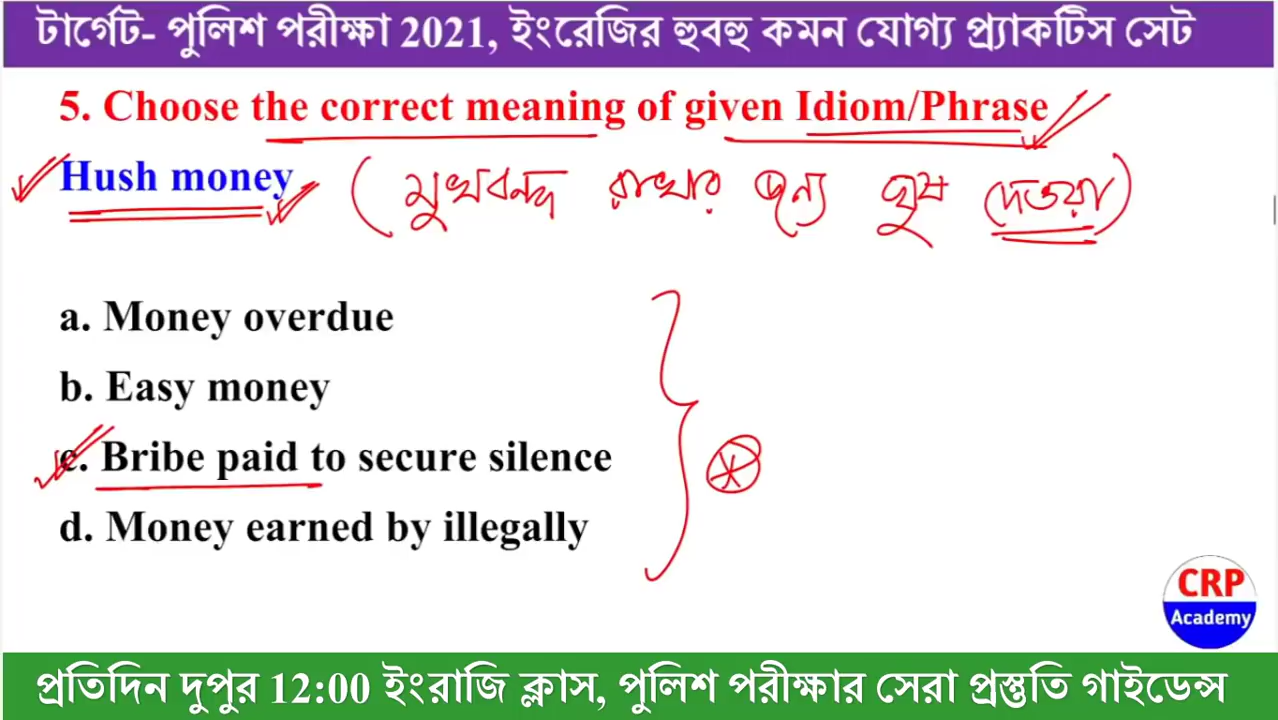 টার্গেট- পুলিশ পরীক্ষা 2021, ইংরেজির হুবহু কমন যোগ্য প্র্যাকটিস সেট
5. Choose the correct meaning of given Idiom/Phrase
Hush money (মুখবন্দ রাখার জন্য ঘুষ দেওয়া)
a. Money overdue
b. Easy money
c. Bribe paid to secure silence
d. Money earned by illegally
CRP
Academy
প্রতিদিন দুপুর 12:00 ইংরাজি ক্লাস, পুলিশ পরীক্ষার সেরা প্রস্তুতি গাইডেন্স